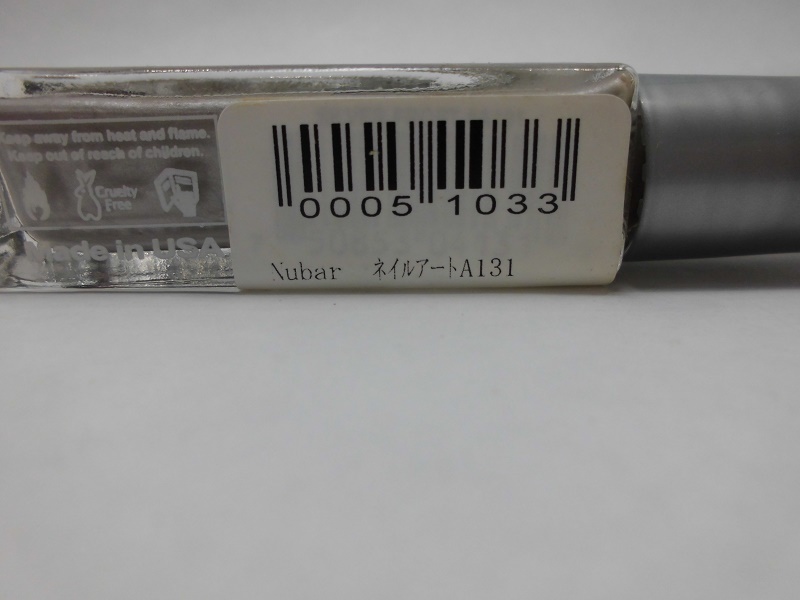 Keep away from heat and flame.
Keep out of reach of children.
Cruelty
Free
Made in USA
0005 1033
Nubar ネイルアートA131